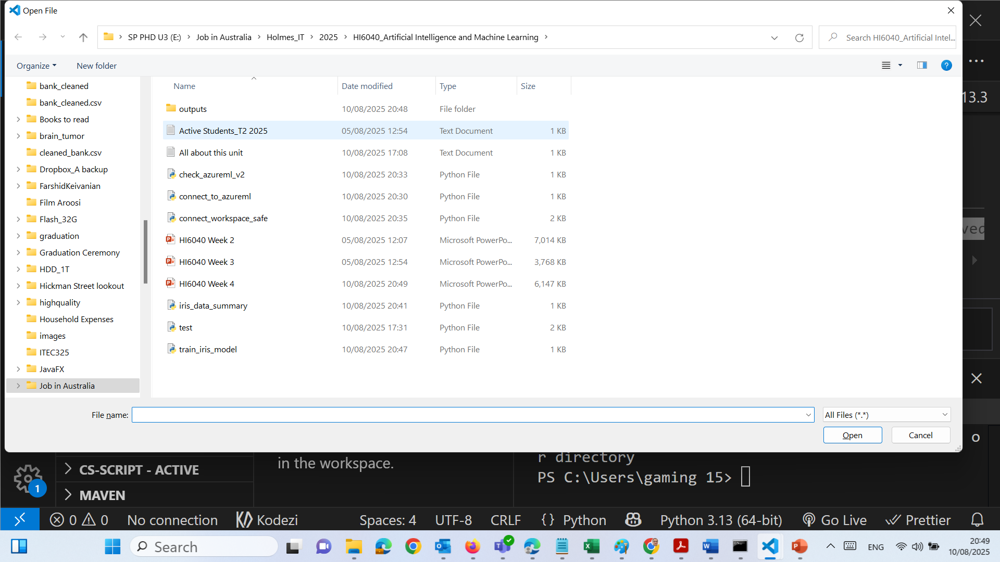 Open File
SP PHD U3 (E:) > Job in Australia > Holmes_IT > 2025 > HI6040_Artificial Intelligence and Machine Learning >
Search HI6040_Artificial Intel...
Organize New folder
Name Date modified Type Size
bank_cleaned
bank_cleaned.csv
Books to read
brain_tumor
cleaned_bank.csv
Dropbox_A backup
FarshidKeivanian
Film Aroosi
Flash_32G
graduation
Graduation Ceremony
HDD_1T
Hickman Street lookout
highquality
Household Expenses
images
ITEC325
JavaFX
Job in Australia
outputs 10/08/2025 20:48 File folder
Active Students_T2 2025 05/08/2025 12:54 Text Document 1 KB
All about this unit 10/08/2025 17:08 Text Document 1 KB
check_azureml_v2 10/08/2025 20:33 Python File 1 KB
connect_to_azureml 10/08/2025 20:30 Python File 1 KB
connect_workspace_safe 10/08/2025 20:35 Python File 2 KB
HI6040 Week 2 05/08/2025 12:07 Microsoft PowerPo... 7,014 KB
HI6040 Week 3 05/08/2025 12:54 Microsoft PowerPo... 3,768 KB
HI6040 Week 4 10/08/2025 20:49 Microsoft PowerPo... 6,147 KB
iris_data_summary 10/08/2025 20:41 Python File 1 KB
test 10/08/2025 17:31 Python File 2 KB
train_iris_model 10/08/2025 20:47 Python File 1 KB
File name:
All Files (*.*)
Open Cancel
13.3
ved
o
1
CS-SCRIPT - ACTIVE
MAVEN
in the workspace.
r directory
PS C:\Users\gaming 15>
0 0 No connection Kodezi Spaces: 4 UTF-8 CRLF {} Python Python 3.13 (64-bit) Go Live Prettier
Search
ENG
20:49
10/08/2025